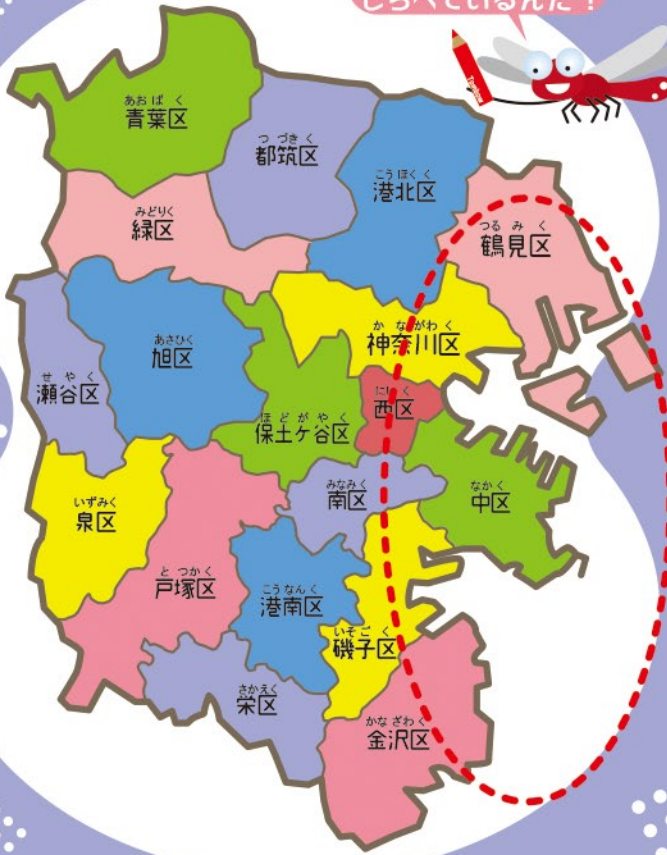 しらべているんだ！
Tombow
あおばく
青葉区
つづきく
都筑区
こうほくく
港北区
みどりく
緑区
つるみく
鶴見区
かながわく
神奈川区
あさひく
旭区
せやく
瀬谷区
にしく
西区
ほどがやく
保土ケ谷区
みなみく
南区
なかく
中区
いずみく
泉区
とつかく
戸塚区
こうなんく
港南区
いそごく
磯子区
さかえく
栄区
かなざわく
金沢区